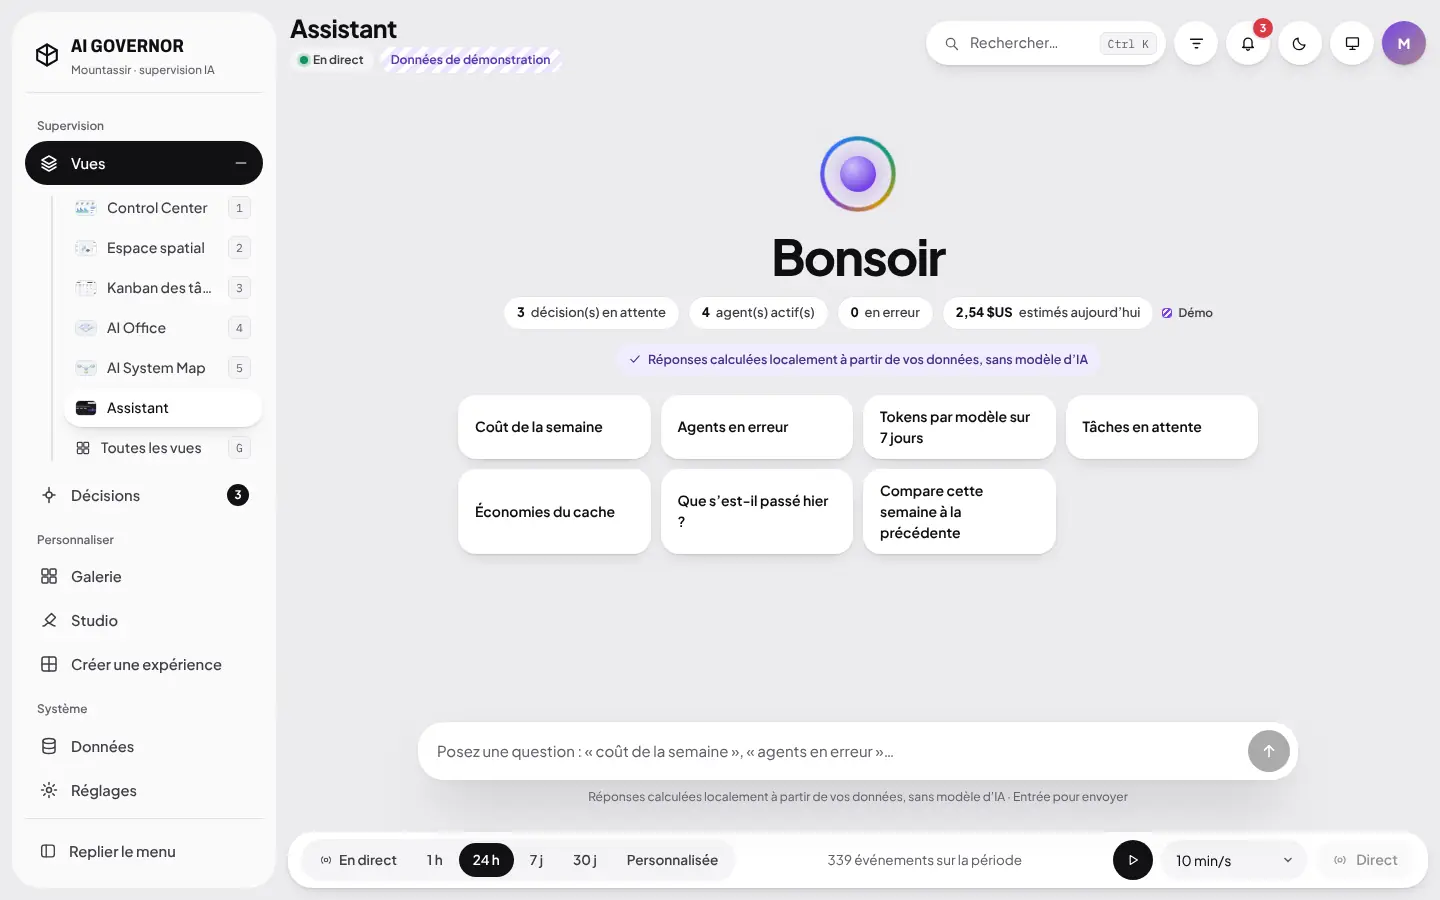 AI GOVERNOR
Mountassir · supervision IA
Supervision
Vues
Control Center 1
Espace spatial 2
Kanban des tâ… 3
AI Office 4
AI System Map 5
Assistant
Toutes les vues G
Décisions 3
Personnaliser
Galerie
Studio
Créer une expérience
Système
Données
Réglages
Replier le menu
Assistant
En direct Données de démonstration
Rechercher… Ctrl K
3
M
Bonsoir
3 décision(s) en attente 4 agent(s) actif(s) 0 en erreur 2,54 $US estimés aujourd’hui Démo
Réponses calculées localement à partir de vos données, sans modèle d’IA
Coût de la semaine
Agents en erreur
Tokens par modèle sur
7 jours
Tâches en attente
Économies du cache
Que s’est-il passé hier
?
Compare cette
semaine à la
précédente
Posez une question : « coût de la semaine », « agents en erreur »…
Réponses calculées localement à partir de vos données, sans modèle d’IA · Entrée pour envoyer
En direct 1 h 24 h 7 j 30 j Personnalisée 339 événements sur la période 10 min/s Direct